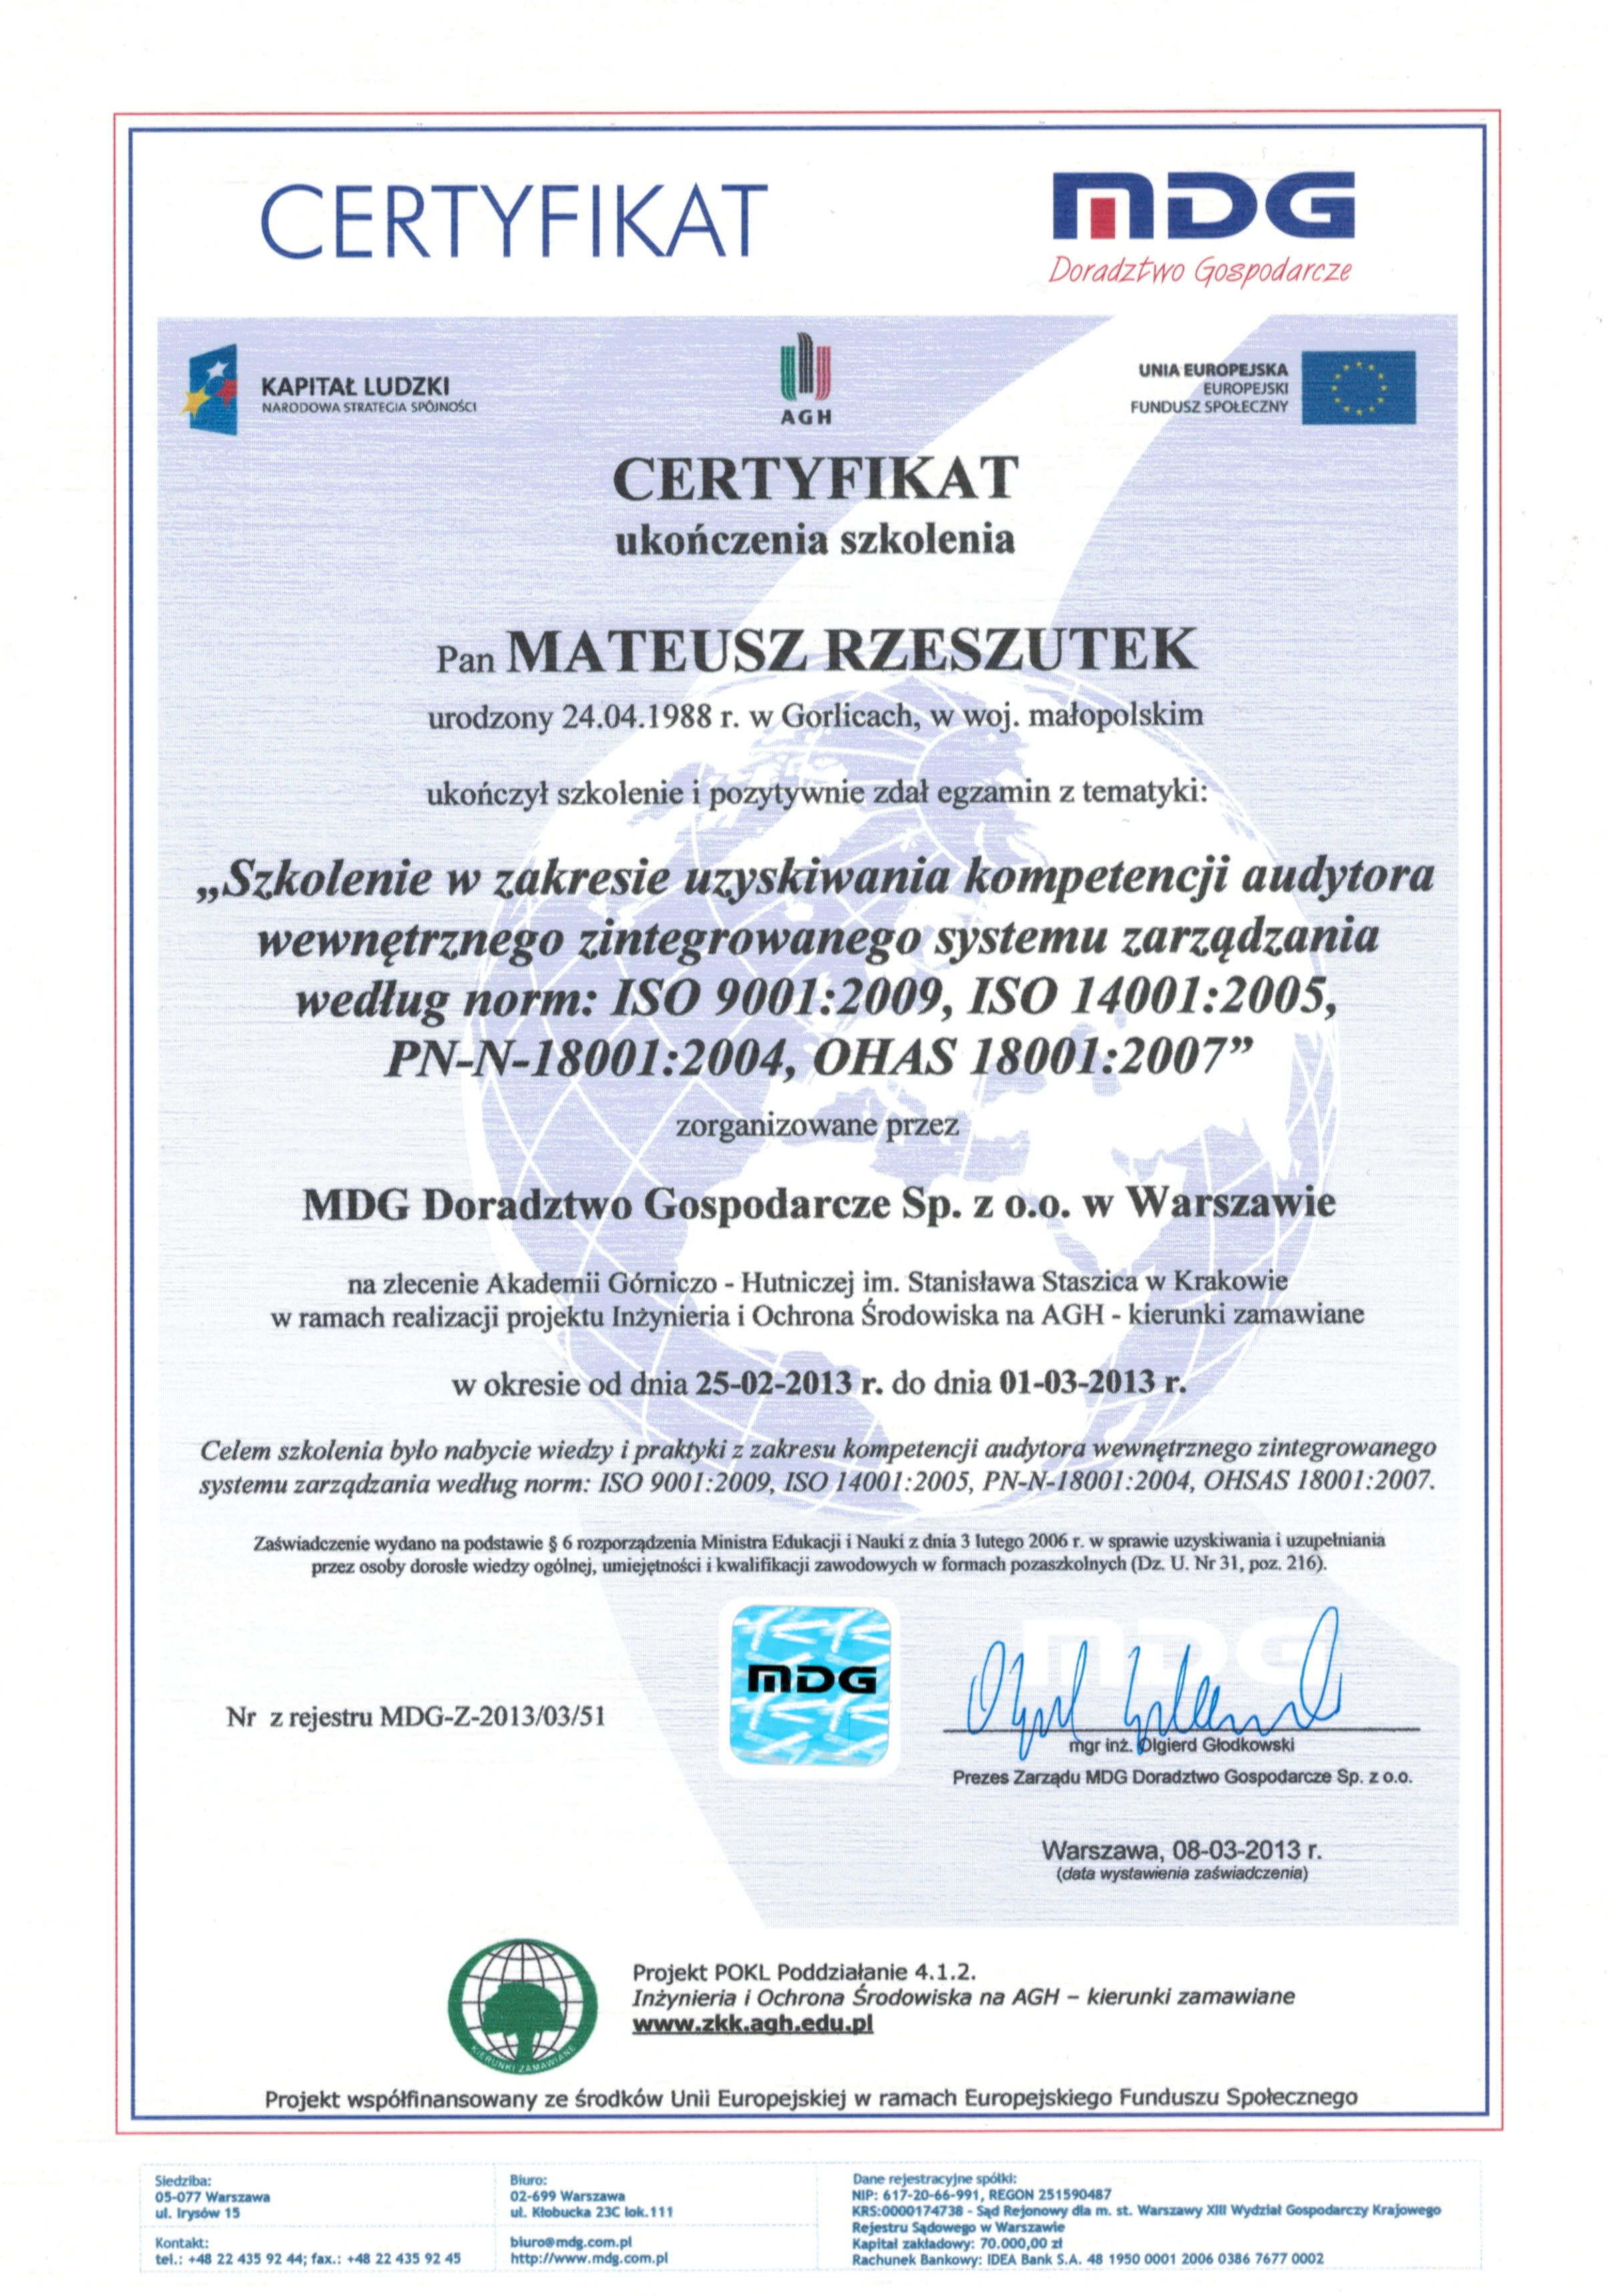 CERTYFIKAT
MDG
Doradztwo Gospodarcze
KAPITAŁ LUDZKI
NARODOWA STRATEGIA SPÓJNOŚCI
AGH
UNIA EUROPEJSKA
EUROPEJSKI
FUNDUSZ SPOŁECZNY
CERTYFIKAT
ukończenia szkolenia
Pan MATEUSZ RZESZUTEK
urodzony 24.04.1988 r. w Gorlicach, w woj. małopolskim
ukończył szkolenie i pozytywnie zdał egzamin z tematyki:
„Szkolenie w zakresie uzyskiwania kompetencji audytora
wewnętrznego zintegrowanego systemu zarządzania
według norm: ISO 9001:2009, ISO 14001:2005,
PN-N-18001:2004, OHAS 18001:2007”
zorganizowane przez
MDG Doradztwo Gospodarcze Sp. z o.o. w Warszawie
na zlecenie Akademii Górniczo - Hutniczej im. Stanisława Staszica w Krakowie
w ramach realizacji projektu Inżynieria i Ochrona Środowiska na AGH - kierunki zamawiane
w okresie od dnia 25-02-2013 r. do dnia 01-03-2013 r.
Celem szkolenia było nabycie wiedzy i praktyki z zakresu kompetencji audytora wewnętrznego zintegrowanego
systemu zarządzania według norm: ISO 9001:2009, ISO 14001:2005, PN-N-18001:2004, OHSAS 18001:2007.
Zaświadczenie wydano na podstawie § 6 rozporządzenia Ministra Edukacji i Nauki z dnia 3 lutego 2006 r. w sprawie uzyskiwania i uzupełniania
przez osoby dorosłe wiedzy ogólnej, umiejętności i kwalifikacji zawodowych w formach pozaszkolnych (Dz. U. Nr 31, poz. 216).
MDG
MDG
Nr z rejestru MDG-Z-2013/03/51
mgr inż. Olgierd Głodkowski
Prezes Zarządu MDG Doradztwo Gospodarcze Sp. z o.o.
Warszawa, 08-03-2013 r.
(data wystawienia zaświadczenia)
KIERUNKI ZAMAWIANE
Projekt POKL Poddziałanie 4.1.2.
Inżynieria i Ochrona Środowiska na AGH – kierunki zamawiane
www.zkk.agh.edu.pl
Projekt współfinansowany ze środków Unii Europejskiej w ramach Europejskiego Funduszu Społecznego
Siedziba:
05-077 Warszawa
ul. Irysów 15
Kontakt:
tel.: +48 22 435 92 44; fax.: +48 22 435 92 45
Biuro:
02-699 Warszawa
ul. Kłobucka 23C lok.111
biuro@mdg.com.pl
http://www.mdg.com.pl
Dane rejestracyjne spółki:
NIP: 617-20-66-991, REGON 251590487
KRS:0000174738 - Sąd Rejonowy dla m. st. Warszawy XIII Wydział Gospodarczy Krajowego
Rejestru Sądowego w Warszawie
Kapitał zakładowy: 70.000,00 zł
Rachunek Bankowy: IDEA Bank S.A. 48 1950 0001 2006 0386 7677 0002